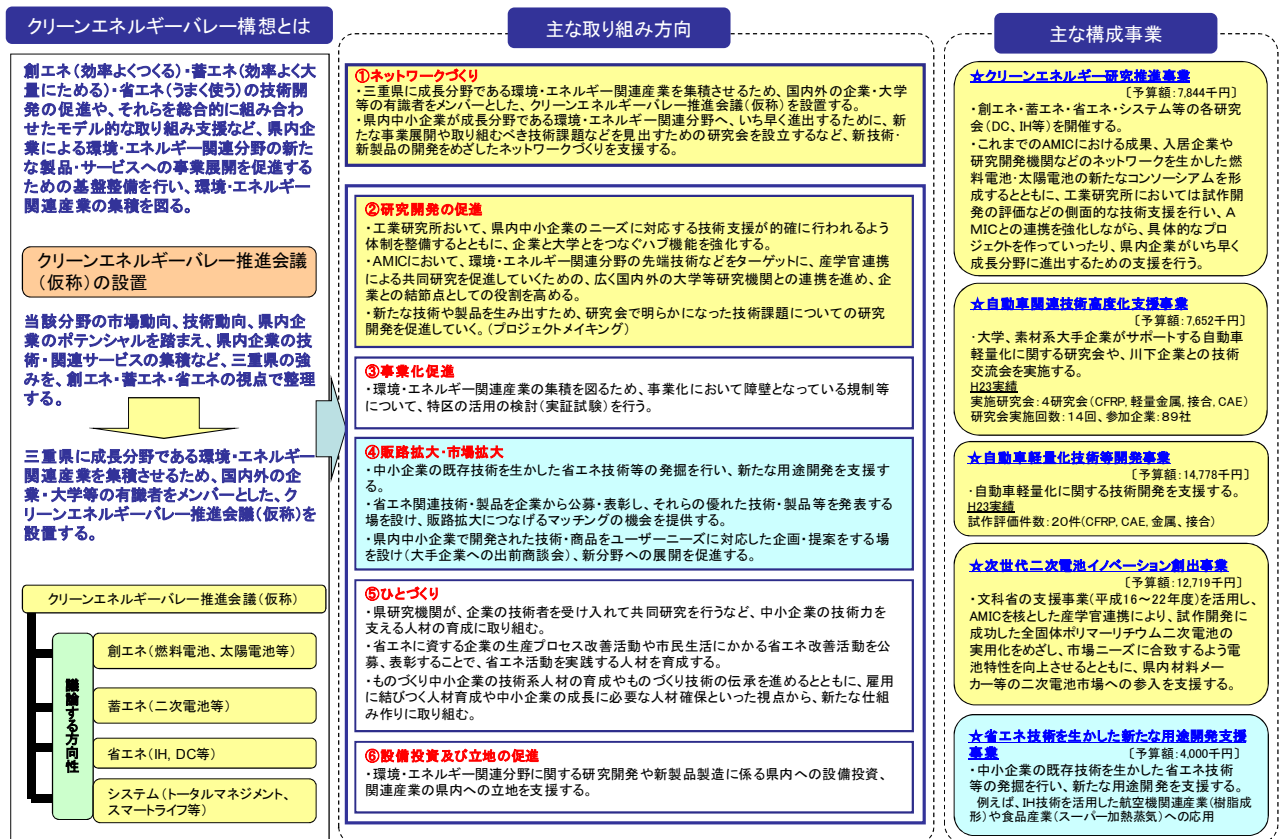 クリーンエネルギーバレー構想とは
創エネ(効率よくつくる)・蓄エネ(効率よく大
量にためる)・省エネ(うまく使う)の技術開
発の促進や、それらを総合的に組み合わ
せたモデル的な取り組み支援など、県内企
業による環境・エネルギー関連分野の新た
な製品・サービスへの事業展開を促進する
ための基盤整備を行い、環境・エネルギー
関連産業の集積を図る。
クリーンエネルギーバレー推進会議
(仮称)の設置
当該分野の市場動向、技術動向、県内企
業のポテンシャルを踏まえ、県内企業の技
術・関連サービスの集積など、三重県の強
みを、創エネ・蓄エネ・省エネの視点で整理
する。
三重県に成長分野である環境・エネルギー
関連産業を集積させるため、国内外の企
業・大学等の有識者をメンバーとした、ク
リーンエネルギーバレー推進会議(仮称)を
設置する。
クリーンエネルギーバレー推進会議(仮称)
議論する方向性
創エネ(燃料電池、太陽電池等)
蓄エネ(二次電池等)
省エネ(IH, DC等)
システム(トータルマネジメント、
スマートライフ等)
主な取り組み方向
①ネットワークづくり
・三重県に成長分野である環境・エネルギー関連産業を集積させるため、国内外の企業・大学
等の有識者をメンバーとした、クリーンエネルギーバレー推進会議(仮称)を設置する。
・県内中小企業が成長分野である環境・エネルギー関連分野へ、いち早く進出するために、新
たな事業展開や取り組むべき技術課題などを見出すための研究会を設立するなど、新技術・
新製品の開発をめざしたネットワークづくりを支援する。
②研究開発の促進
・工業研究所おいて、県内中小企業のニーズに対応する技術支援が的確に行われるよう
体制を整備するとともに、企業と大学とをつなぐハブ機能を強化する。
・AMICにおいて、環境・エネルギー関連分野の先端技術などをターゲットに、産学官連携
による共同研究を促進していくための、広く国内外の大学等研究機関との連携を進め、企
業との結節点としての役割を高める。
・新たな技術や製品を生み出すため、研究会で明らかになった技術課題についての研究
開発を促進していく。(プロジェクトメイキング)
③事業化促進
・環境・エネルギー関連産業の集積を図るため、事業化において障壁となっている規制等
について、特区の活用の検討(実証試験)を行う。
④販路拡大・市場拡大
・中小企業の既存技術を生かした省エネ技術等の発掘を行い、新たな用途開発を支援す
る。
・省エネ関連技術・製品を企業から公募・表彰し、それらの優れた技術・製品等を発表する
場を設け、販路拡大につなげるマッチングの機会を提供する。
・県内中小企業で開発された技術・商品をユーザーニーズに対応した企画・提案をする場
を設け(大手企業への出前商談会)、新分野への展開を促進する。
⑤ひとづくり
・県研究機関が、企業の技術者を受け入れて共同研究を行うなど、中小企業の技術力を
支える人材の育成に取り組む。
・省エネに資する企業の生産プロセス改善活動や市民生活にかかる省エネ改善活動を公
募、表彰することで、省エネ活動を実践する人材を育成する。
・ものづくり中小企業の技術系人材の育成やものづくり技術の伝承を進めるとともに、雇用
に結びつく人材育成や中小企業の成長に必要な人材確保といった視点から、新たな仕組
み作りに取り組む。
⑥設備投資及び立地の促進
・環境・エネルギー関連分野に関する研究開発や新製品製造に係る県内への設備投資、
関連産業の県内への立地を支援する。
主な構成事業
☆クリーンエネルギー研究推進事業
〔予算額:7,844千円〕
・創エネ・蓄エネ・省エネ・システム等の各研究
会(DC、IH等)を開催する。
・これまでのAMICにおける成果、入居企業や
研究開発機関などのネットワークを生かした燃
料電池・太陽電池の新たなコンソーシアムを形
成するとともに、工業研究所においては試作開
発の評価などの側面的な技術支援を行い、A
MICとの連携を強化しながら、具体的なプロ
ジェクトを作っていったり、県内企業がいち早く
成長分野に進出するための支援を行う。
☆自動車関連技術高度化支援事業
〔予算額:7,652千円〕
・大学、素材系大手企業がサポートする自動車
軽量化に関する研究会や、川下企業との技術
交流会を実施する。
H23実績
実施研究会:4研究会(CFRP, 軽量金属, 接合, CAE)
研究会実施回数:14回、参加企業:89社
☆自動車軽量化技術等開発事業
〔予算額:14,778千円〕
・自動車軽量化に関する技術開発を支援する。
H23実績
試作評価件数:20件(CFRP, CAE, 金属、接合)
☆次世代二次電池イノベーション創出事業
〔予算額:12,719千円〕
・文科省の支援事業(平成16～22年度)を活用し、
AMICを核とした産学官連携により、試作開発に
成功した全固体ポリマーリチウム二次電池の
実用化をめざし、市場ニーズに合致するよう電
池特性を向上させるとともに、県内材料メー
カー等の二次電池市場への参入を支援する。
☆省エネ技術を生かした新たな用途開発支援
事業 〔予算額:4,000千円〕
・中小企業の既存技術を生かした省エネ技術
等の発掘を行い、新たな用途開発を支援する。
例えば、IH技術を活用した航空機関連産業(樹脂成
形)や食品産業(スーパー加熱蒸気)への応用